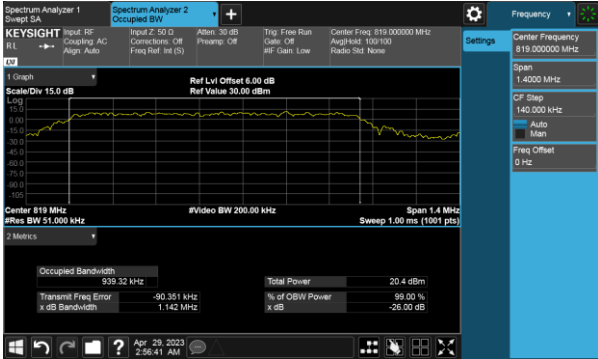 Spectrum Analyzer 1
Swept SA
Spectrum Analyzer 2
Occupied BW
Frequency
KEYSIGHT
RL
Input: RF
Coupling: AC
Align: Auto
Input Z: 50 Ω
Corrections: Off
Freq Ref: Int (S)
Atten: 30 dB
Preamp: Off
Trig: Free Run
Gate: Off
#IF Gain: Low
Center Freq: 819.000000 MHz
Avg|Hold: 100/100
Radio Std: None
Settings
Center Frequency
819.000000 MHz
Span
1.4000 MHz
CF Step
140.000 kHz
Auto
Man
Freq Offset
0 Hz
1 Graph
Scale/Div 15.0 dB
Ref Lvl Offset 6.00 dB
Ref Value 30.00 dBm
Log
15.0
0.00
-15.0
-30.0
-45.0
-60.0
-75.0
-90.0
-105
Center 819 MHz
#Res BW 51.000 kHz
#Video BW 200.00 kHz
Span 1.4 MHz
Sweep 1.00 ms (1001 pts)
2 Metrics
Occupied Bandwidth
939.32 kHz
Total Power 20.4 dBm
Transmit Freq Error -90.351 kHz
% of OBW Power 99.00 %
x dB Bandwidth 1.142 MHz
x dB -26.00 dB
?
Apr 29, 2023
2:56:41 AM